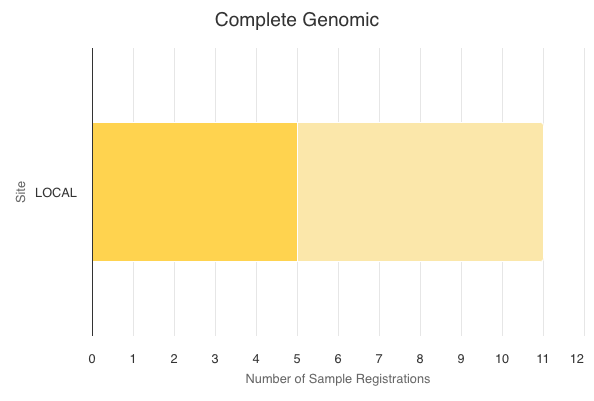 Complete Genomic
Site
LOCAL
0 1 2 3 4 5 6 7 8 9 10 11 12
Number of Sample Registrations